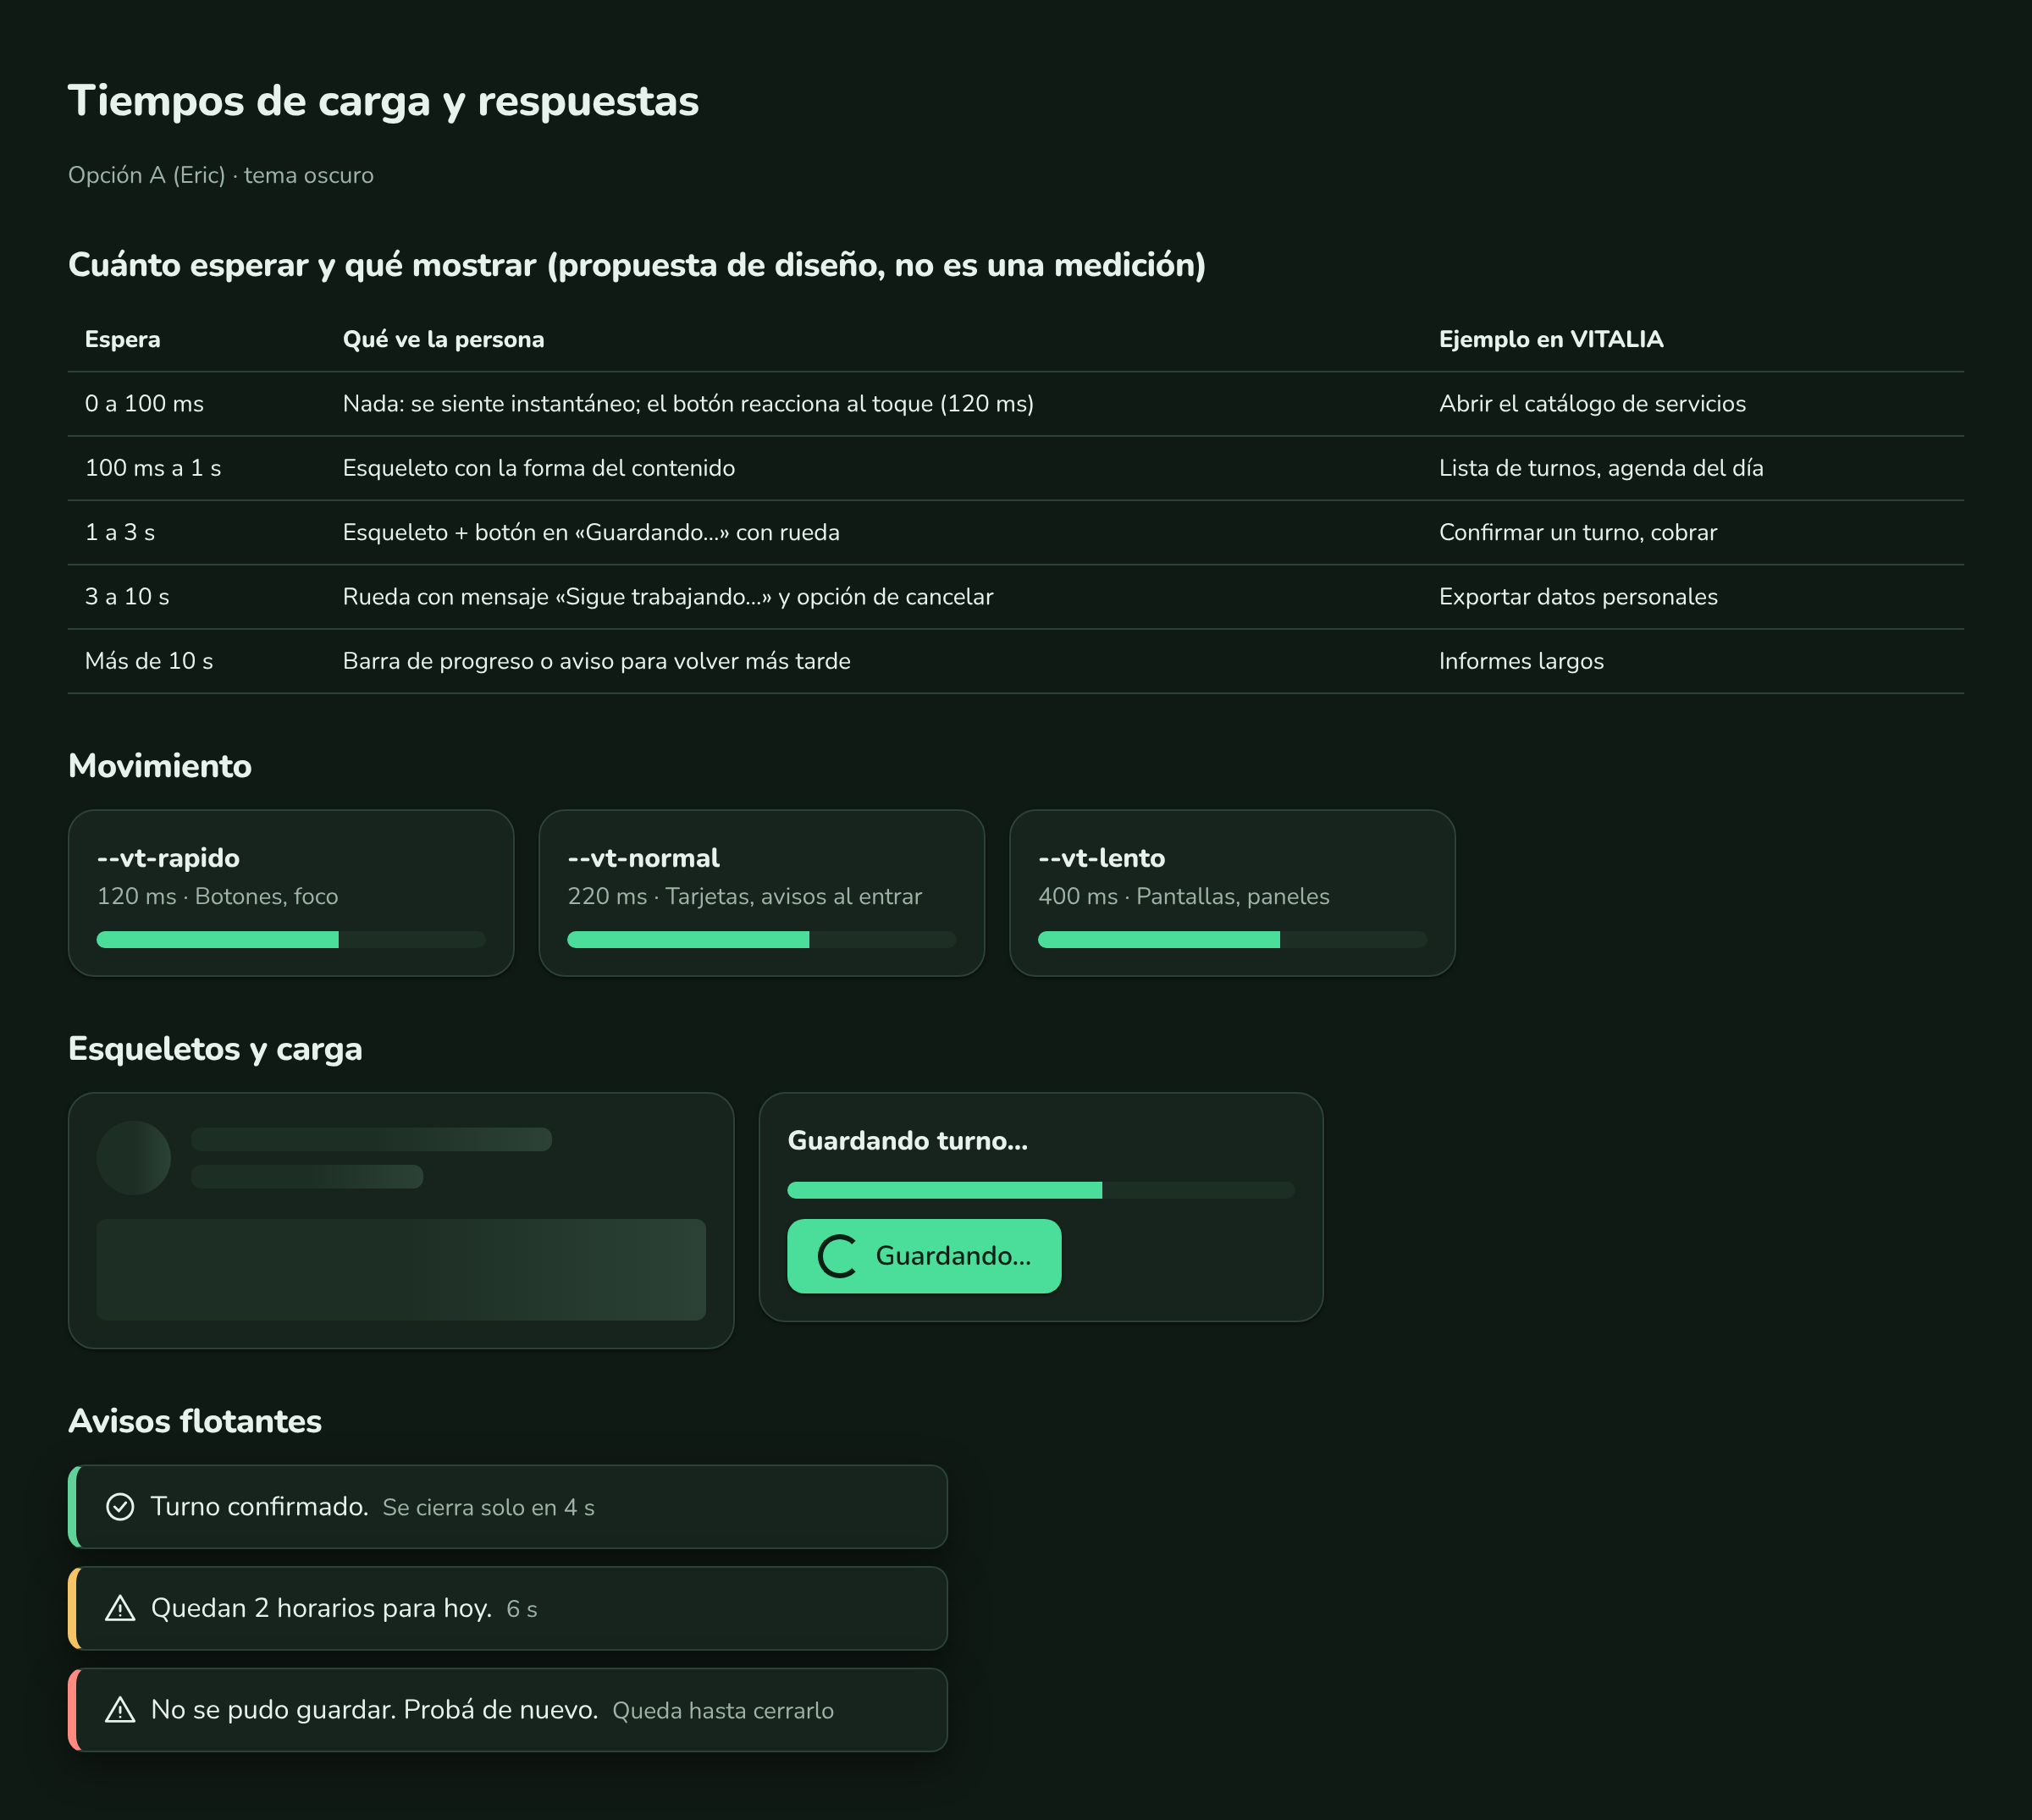 Tiempos de carga y respuestas
Opción A (Eric) · tema oscuro
Cuánto esperar y qué mostrar (propuesta de diseño, no es una medición)
Espera Qué ve la persona Ejemplo en VITALIA
0 a 100 ms Nada: se siente instantáneo; el botón reacciona al toque (120 ms) Abrir el catálogo de servicios
100 ms a 1 s Esqueleto con la forma del contenido Lista de turnos, agenda del día
1 a 3 s Esqueleto + botón en «Guardando…» con rueda Confirmar un turno, cobrar
3 a 10 s Rueda con mensaje «Sigue trabajando…» y opción de cancelar Exportar datos personales
Más de 10 s Barra de progreso o aviso para volver más tarde Informes largos
Movimiento
--vt-rapido
120 ms · Botones, foco
--vt-normal
220 ms · Tarjetas, avisos al entrar
--vt-lento
400 ms · Pantallas, paneles
Esqueletos y carga
Guardando turno…
Guardando…
Avisos flotantes
Turno confirmado. Se cierra solo en 4 s
Quedan 2 horarios para hoy. 6 s
No se pudo guardar. Probá de nuevo. Queda hasta cerrarlo